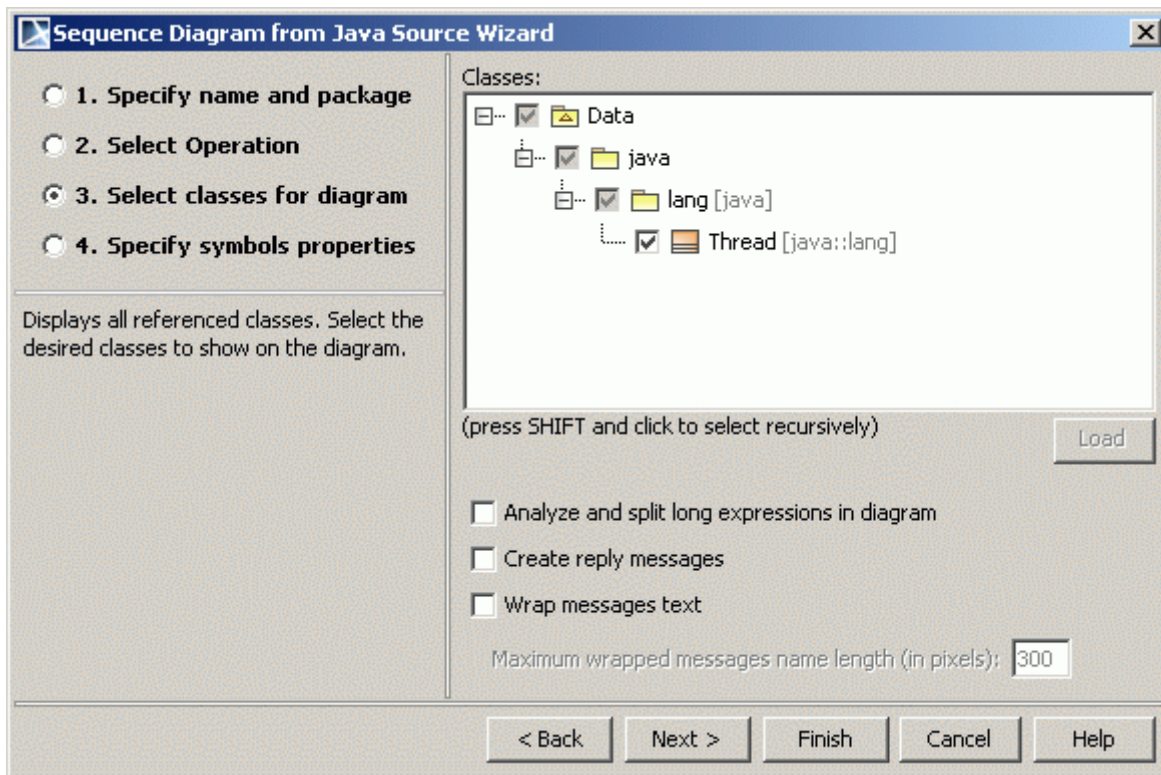 Sequence Diagram from Java Source Wizard
1. Specify name and package
2. Select Operation
3. Select classes for diagram
4. Specify symbols properties
Displays all referenced classes. Select the
desired classes to show on the diagram.
Classes:
Data
java
lang [java]
Thread [java::lang]
(press SHIFT and click to select recursively)
Load
Analyze and split long expressions in diagram
Create reply messages
Wrap messages text
Maximum wrapped messages name length (in pixels): 300
< Back Next > Finish Cancel Help